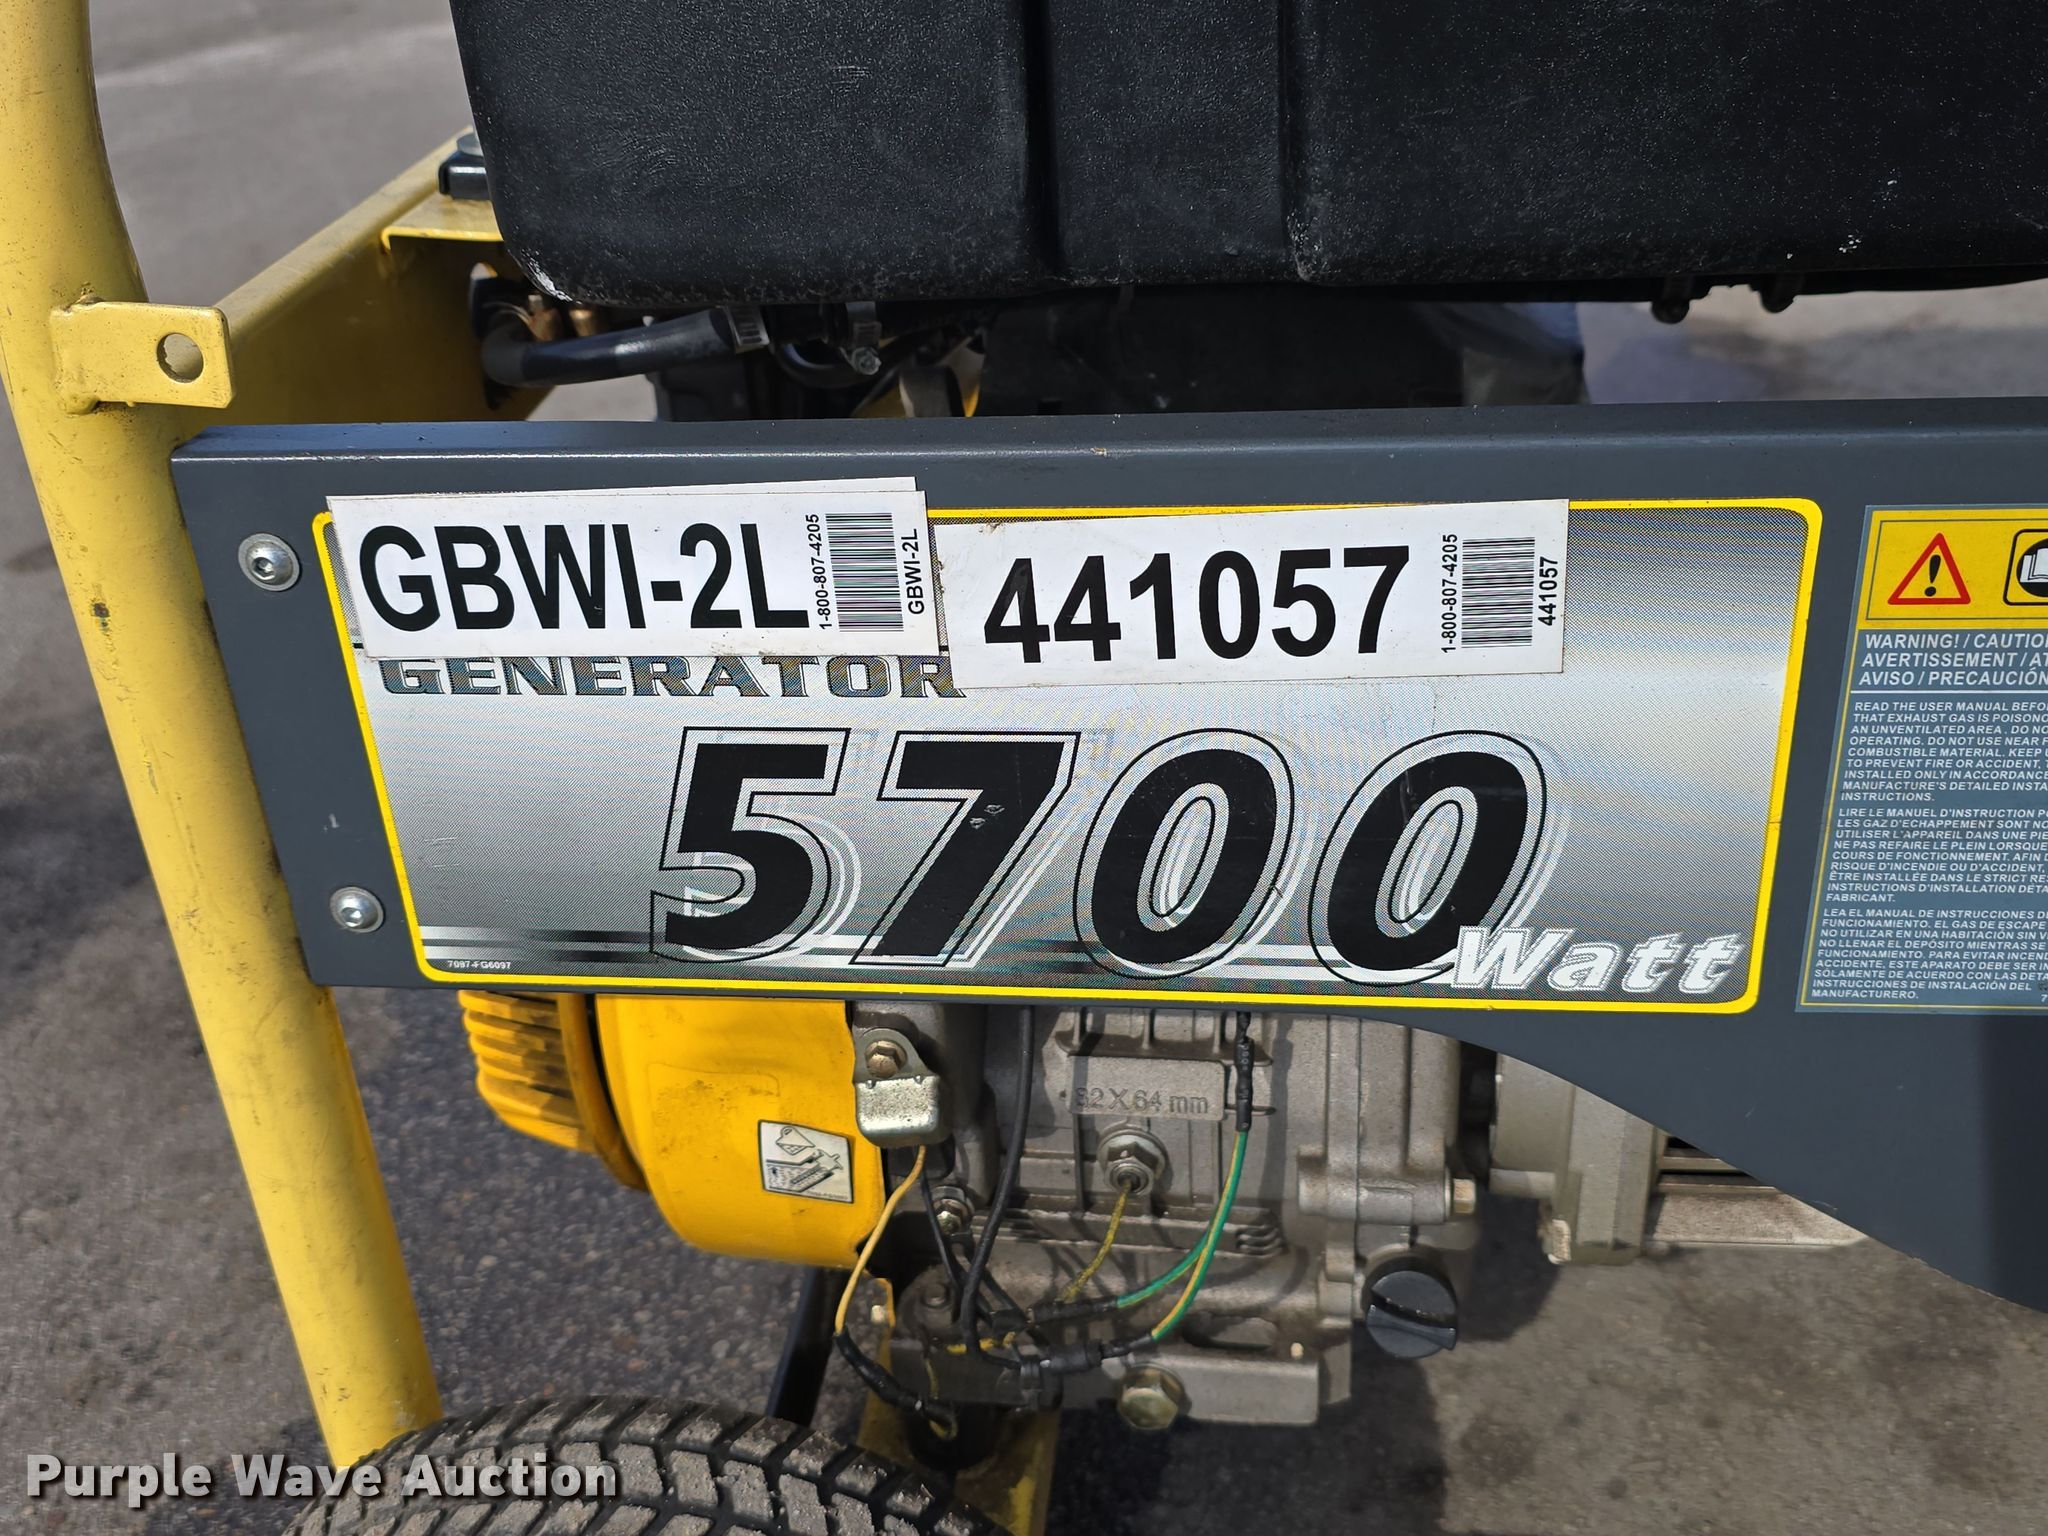 GBWI-2L
1-800-807-4205
GBWI-2L
441057
1-800-807-4205
441057
GENERATOR
5700
Watt
7097-FG6097
WARNING! / CAUTIO
AVERTISSEMENT / AT
AVISO / PRECAUCIÓN
READ THE USER MANUAL BEFO
THAT EXHAUST GAS IS POISONO
AN UNVENTILATED AREA. DO NO
OPERATING. DO NOT USE NEAR F
COMBUSTIBLE MATERIAL. KEEP U
TO PREVENT FIRE OR ACCIDENT, T
INSTALLED ONLY IN ACCORDANCE
MANUFACTURE'S DETAILED INSTA
INSTRUCTIONS.
LIRE LE MANUEL D'INSTRUCTION P
LES GAZ D'ECHAPPEMENT SONT NO
UTILISER L'APPAREIL DANS UNE PIE
NE PAS REFAIRE LE PLEIN LORSQUE
COURS DE FONCTIONNEMENT. AFIN D
RISQUE D'INCENDIE OU D'ACCIDENT,
ÊTRE INSTALLÉE DANS LE STRICT RES
INSTRUCTIONS D'INSTALLATION DÉTA
FABRICANT.
LEA EL MANUAL DE INSTRUCCIONES D
FUNCIONAMIENTO. EL GAS DE ESCAPE
NO UTILIZAR EN UNA HABITACIÓN SIN V
NO LLENAR EL DEPÓSITO MIENTRAS SE
FUNCIONAMIENTO. PARA EVITAR INCEN
ACCIDENTE, ESTE APARATO DEBE SER IN
SÓLAMENTE DE ACUERDO CON LAS DETA
INSTRUCCIONES DE INSTALACIÓN DEL
MANUFACTURERO.
82 X 64 mm
Purple Wave Auction